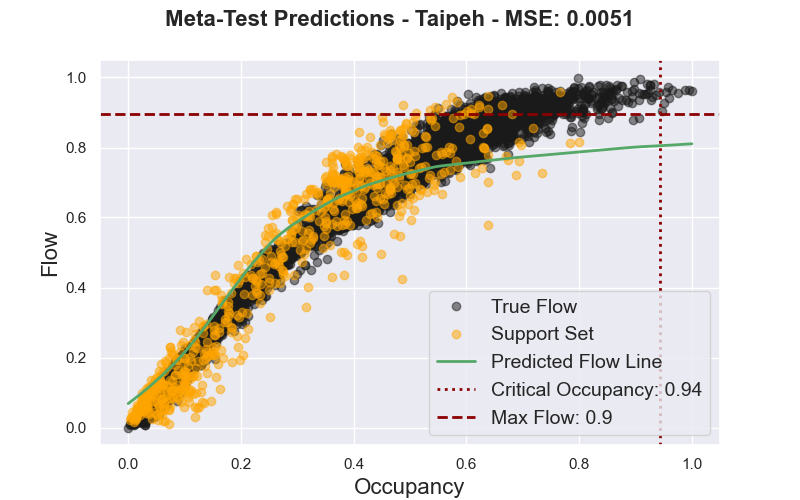 Meta-Test Predictions - Taipeh - MSE: 0.0051
1.0
0.8
0.6
0.4
0.2
0.0
Flow
True Flow
Support Set
Predicted Flow Line
Critical Occupancy: 0.94
Max Flow: 0.9
0.0 0.2 0.4 0.6 0.8 1.0
Occupancy